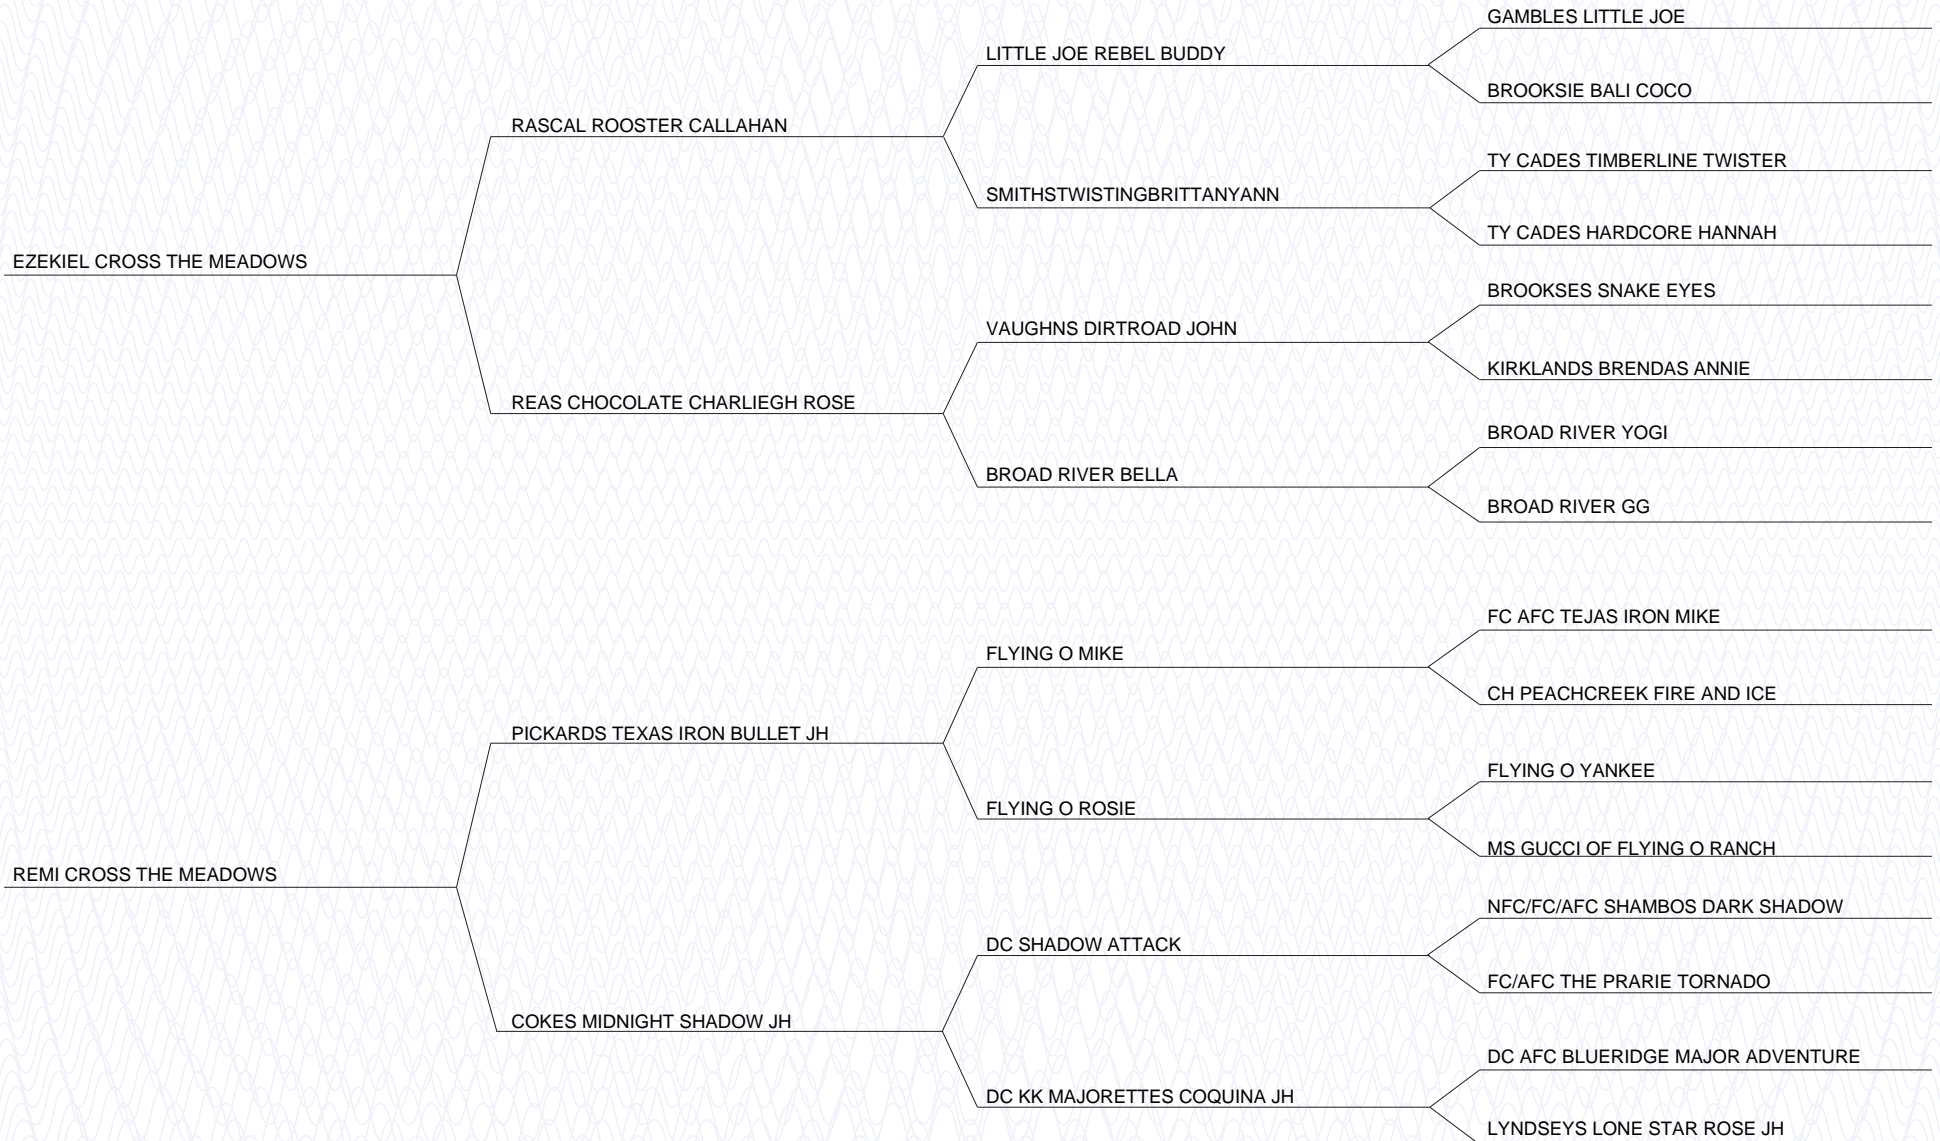 GAMBLES LITTLE JOE
LITTLE JOE REBEL BUDDY
BROOKSIE BALI COCO
RASCAL ROOSTER CALLAHAN
TY CADES TIMBERLINE TWISTER
SMITHSTWISTINGBRITTANYANN
TY CADES HARDCORE HANNAH
EZEKIEL CROSS THE MEADOWS
BROOKSES SNAKE EYES
VAUGHNS DIRTROAD JOHN
KIRKLANDS BRENDAS ANNIE
REAS CHOCOLATE CHARLIEGH ROSE
BROAD RIVER YOGI
BROAD RIVER BELLA
BROAD RIVER GG
FC AFC TEJAS IRON MIKE
FLYING O MIKE
CH PEACHCREEK FIRE AND ICE
PICKARDS TEXAS IRON BULLET JH
FLYING O YANKEE
FLYING O ROSIE
MS GUCCI OF FLYING O RANCH
REMI CROSS THE MEADOWS
NFC/FC/AFC SHAMBOS DARK SHADOW
DC SHADOW ATTACK
FC/AFC THE PRARIE TORNADO
COKES MIDNIGHT SHADOW JH
DC AFC BLUERIDGE MAJOR ADVENTURE
DC KK MAJORETTES COQUINA JH
LYNDSEYS LONE STAR ROSE JH